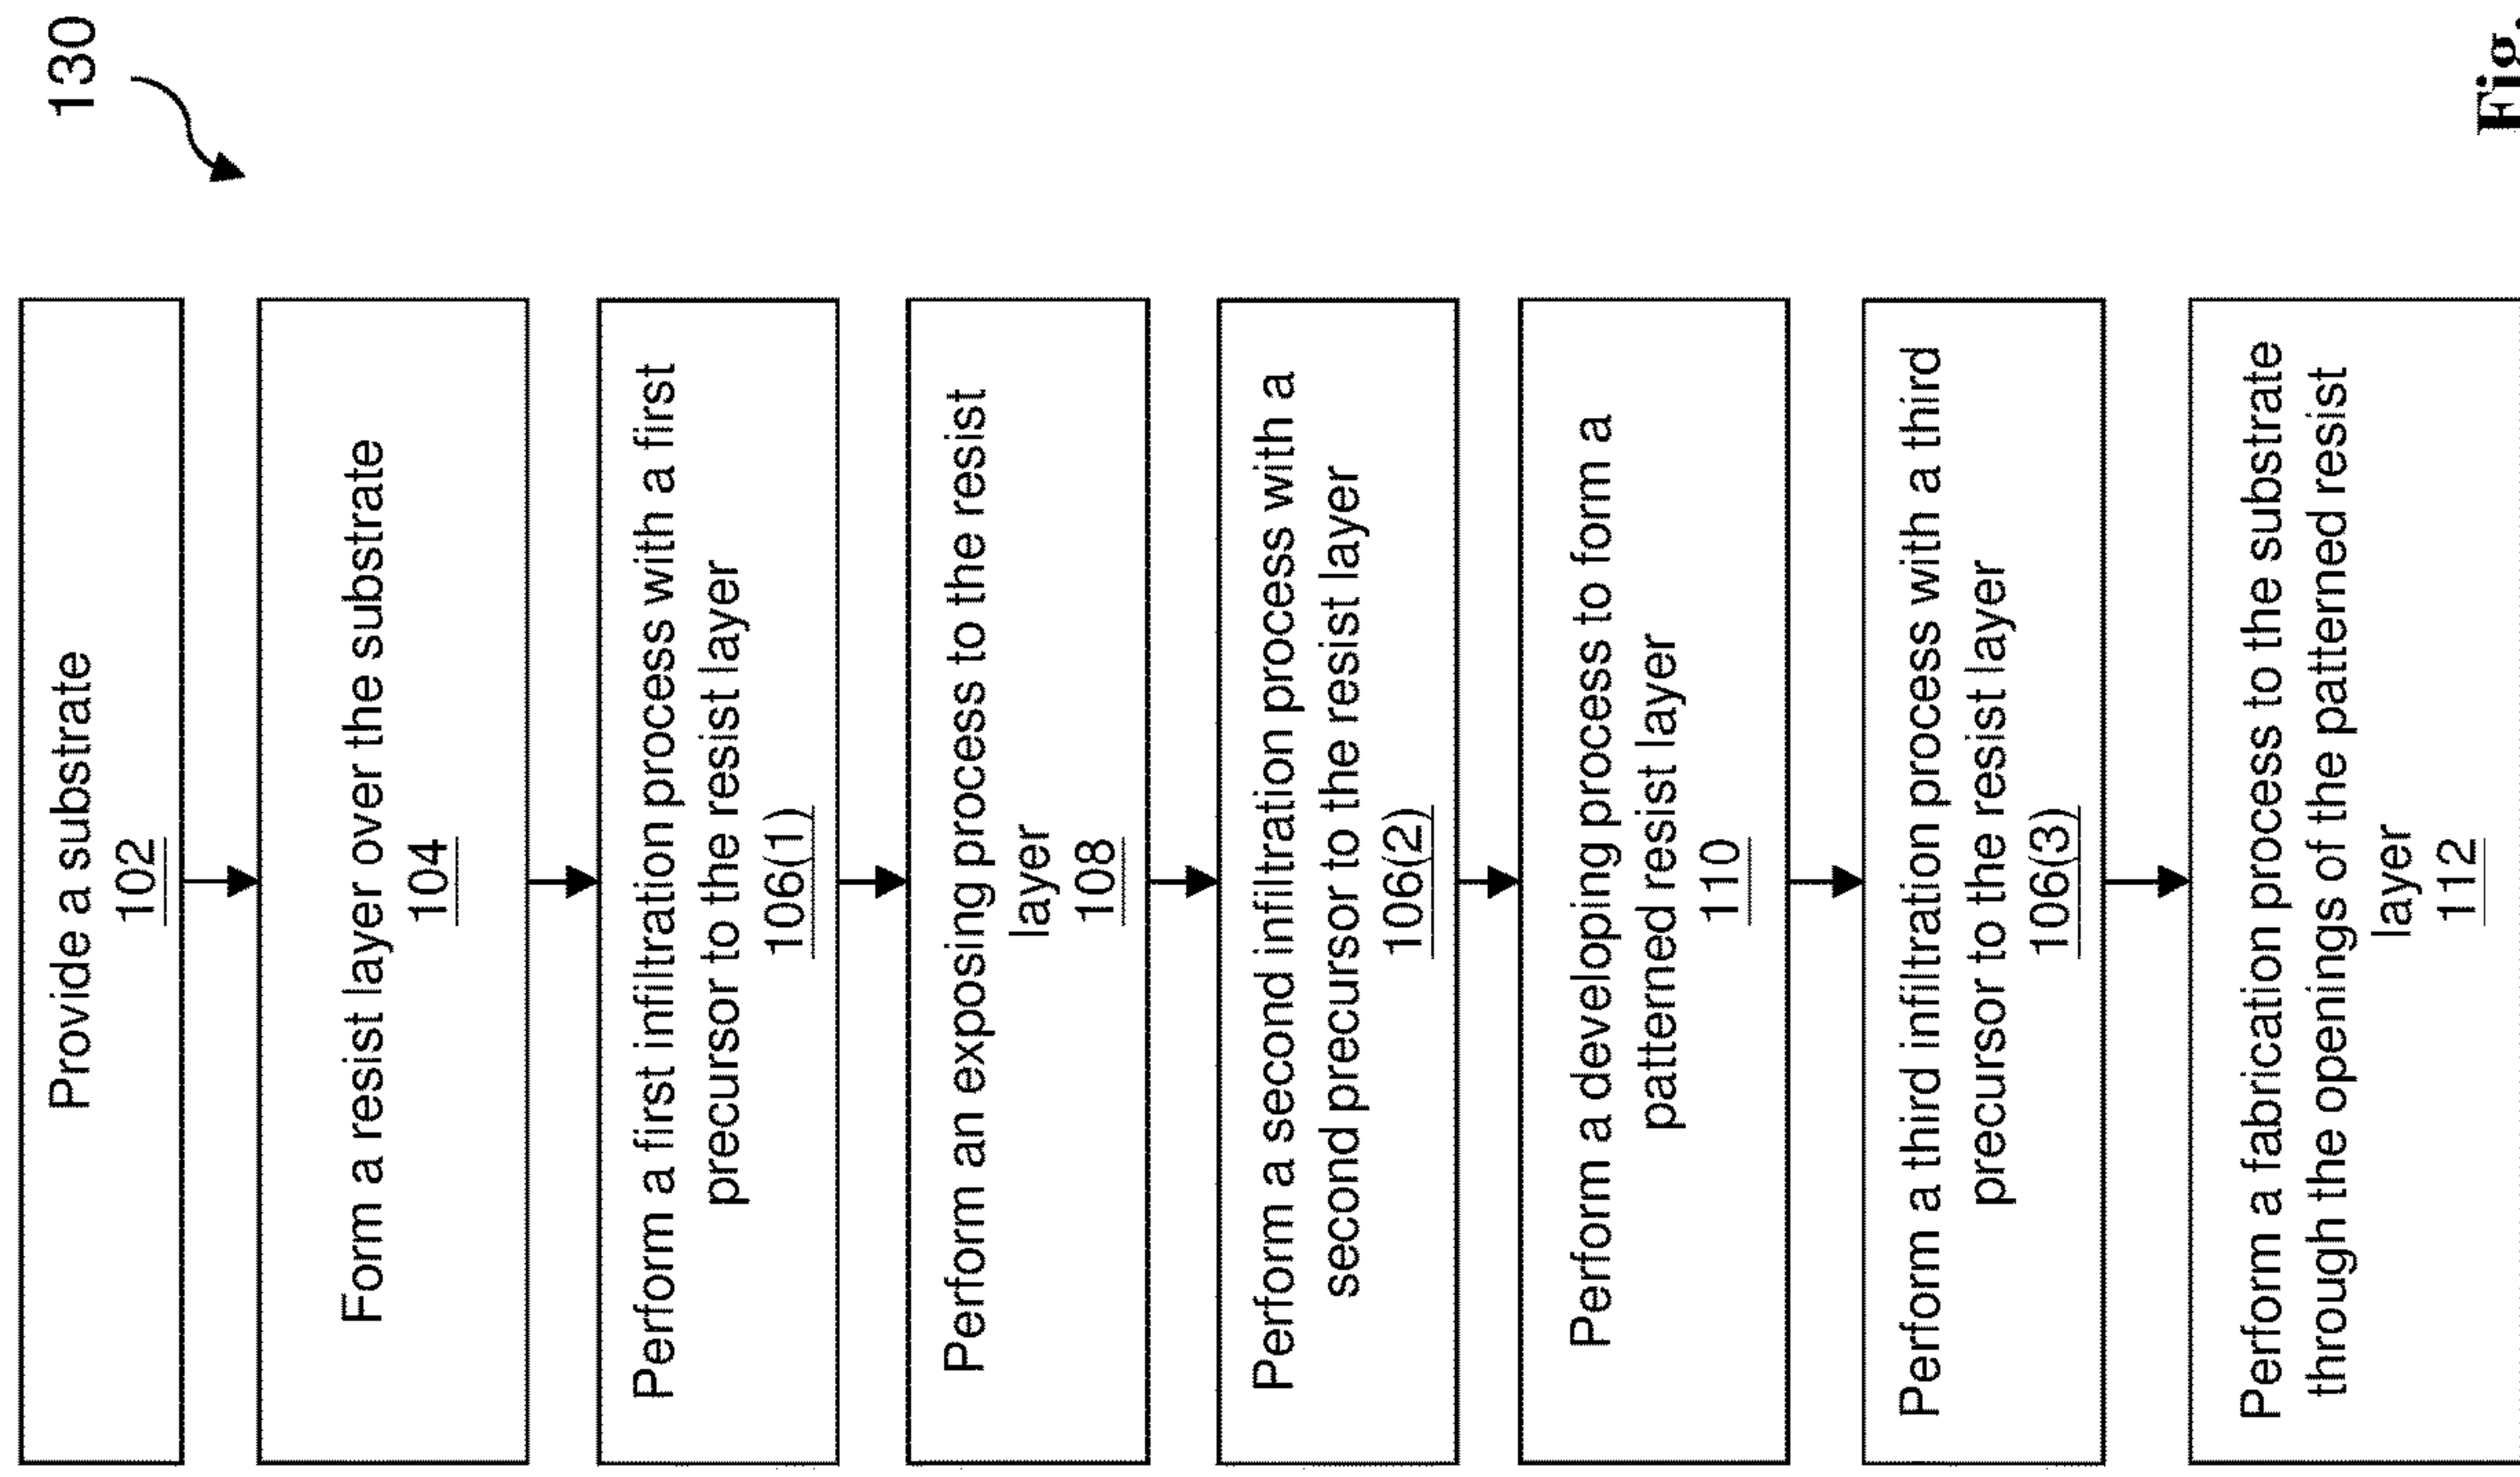 130
Provide a substrate
102
Form a resist layer over the substrate
104
Perform a first infiltration process with a first
precursor to the resist layer
106(1)
Perform an exposing process to the resist
layer
108
Perform a second infiltration process with a
second precursor to the resist layer
106(2)
Perform a developing process to form a
patterned resist layer
110
Perform a third infiltration process with a third
precursor to the resist layer
106(3)
Perform a fabrication process to the substrate
through the openings of the patterned resist
layer
112
Fig.